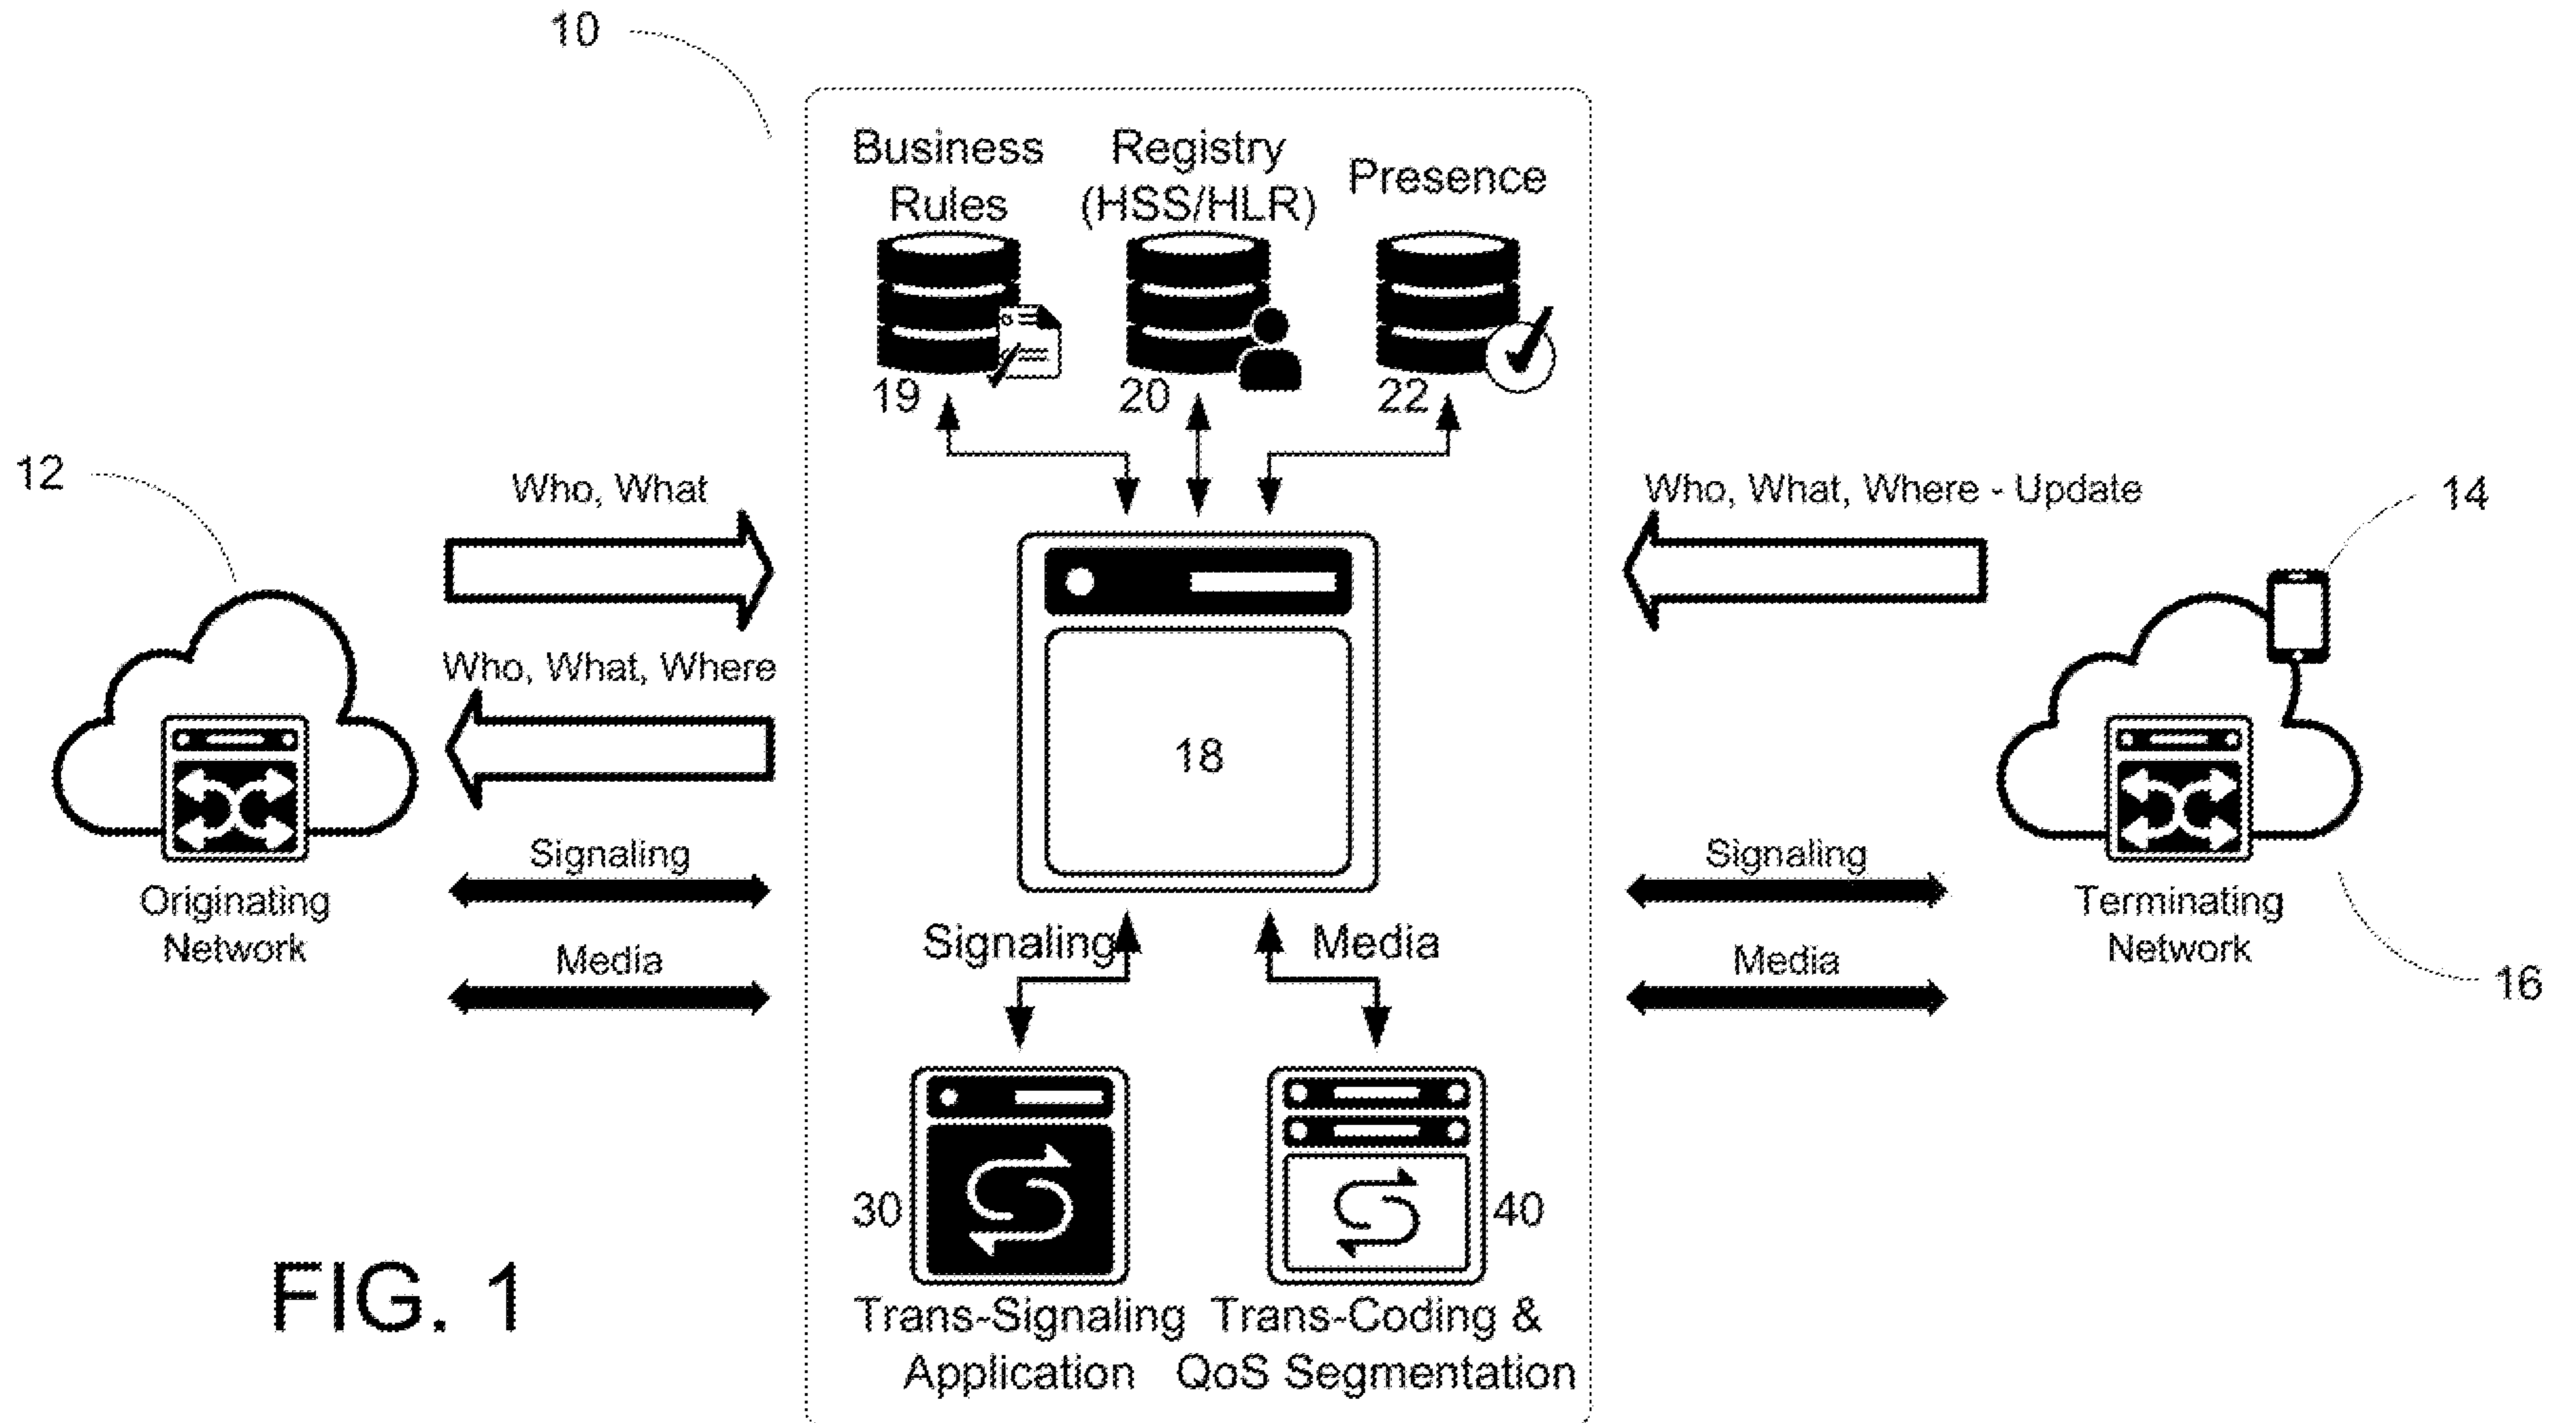 10
Business
Rules
Registry
(HSS/HLR)
Presence
19
20
22
12
Who, What
Who, What, Where - Update
14
Who, What, Where
18
Signaling
Signaling
Originating
Network
Terminating
Network
Signaling
Media
Media
Media
16
30
40
Trans-Signaling
Application
Trans-Coding &
QoS Segmentation
FIG. 1